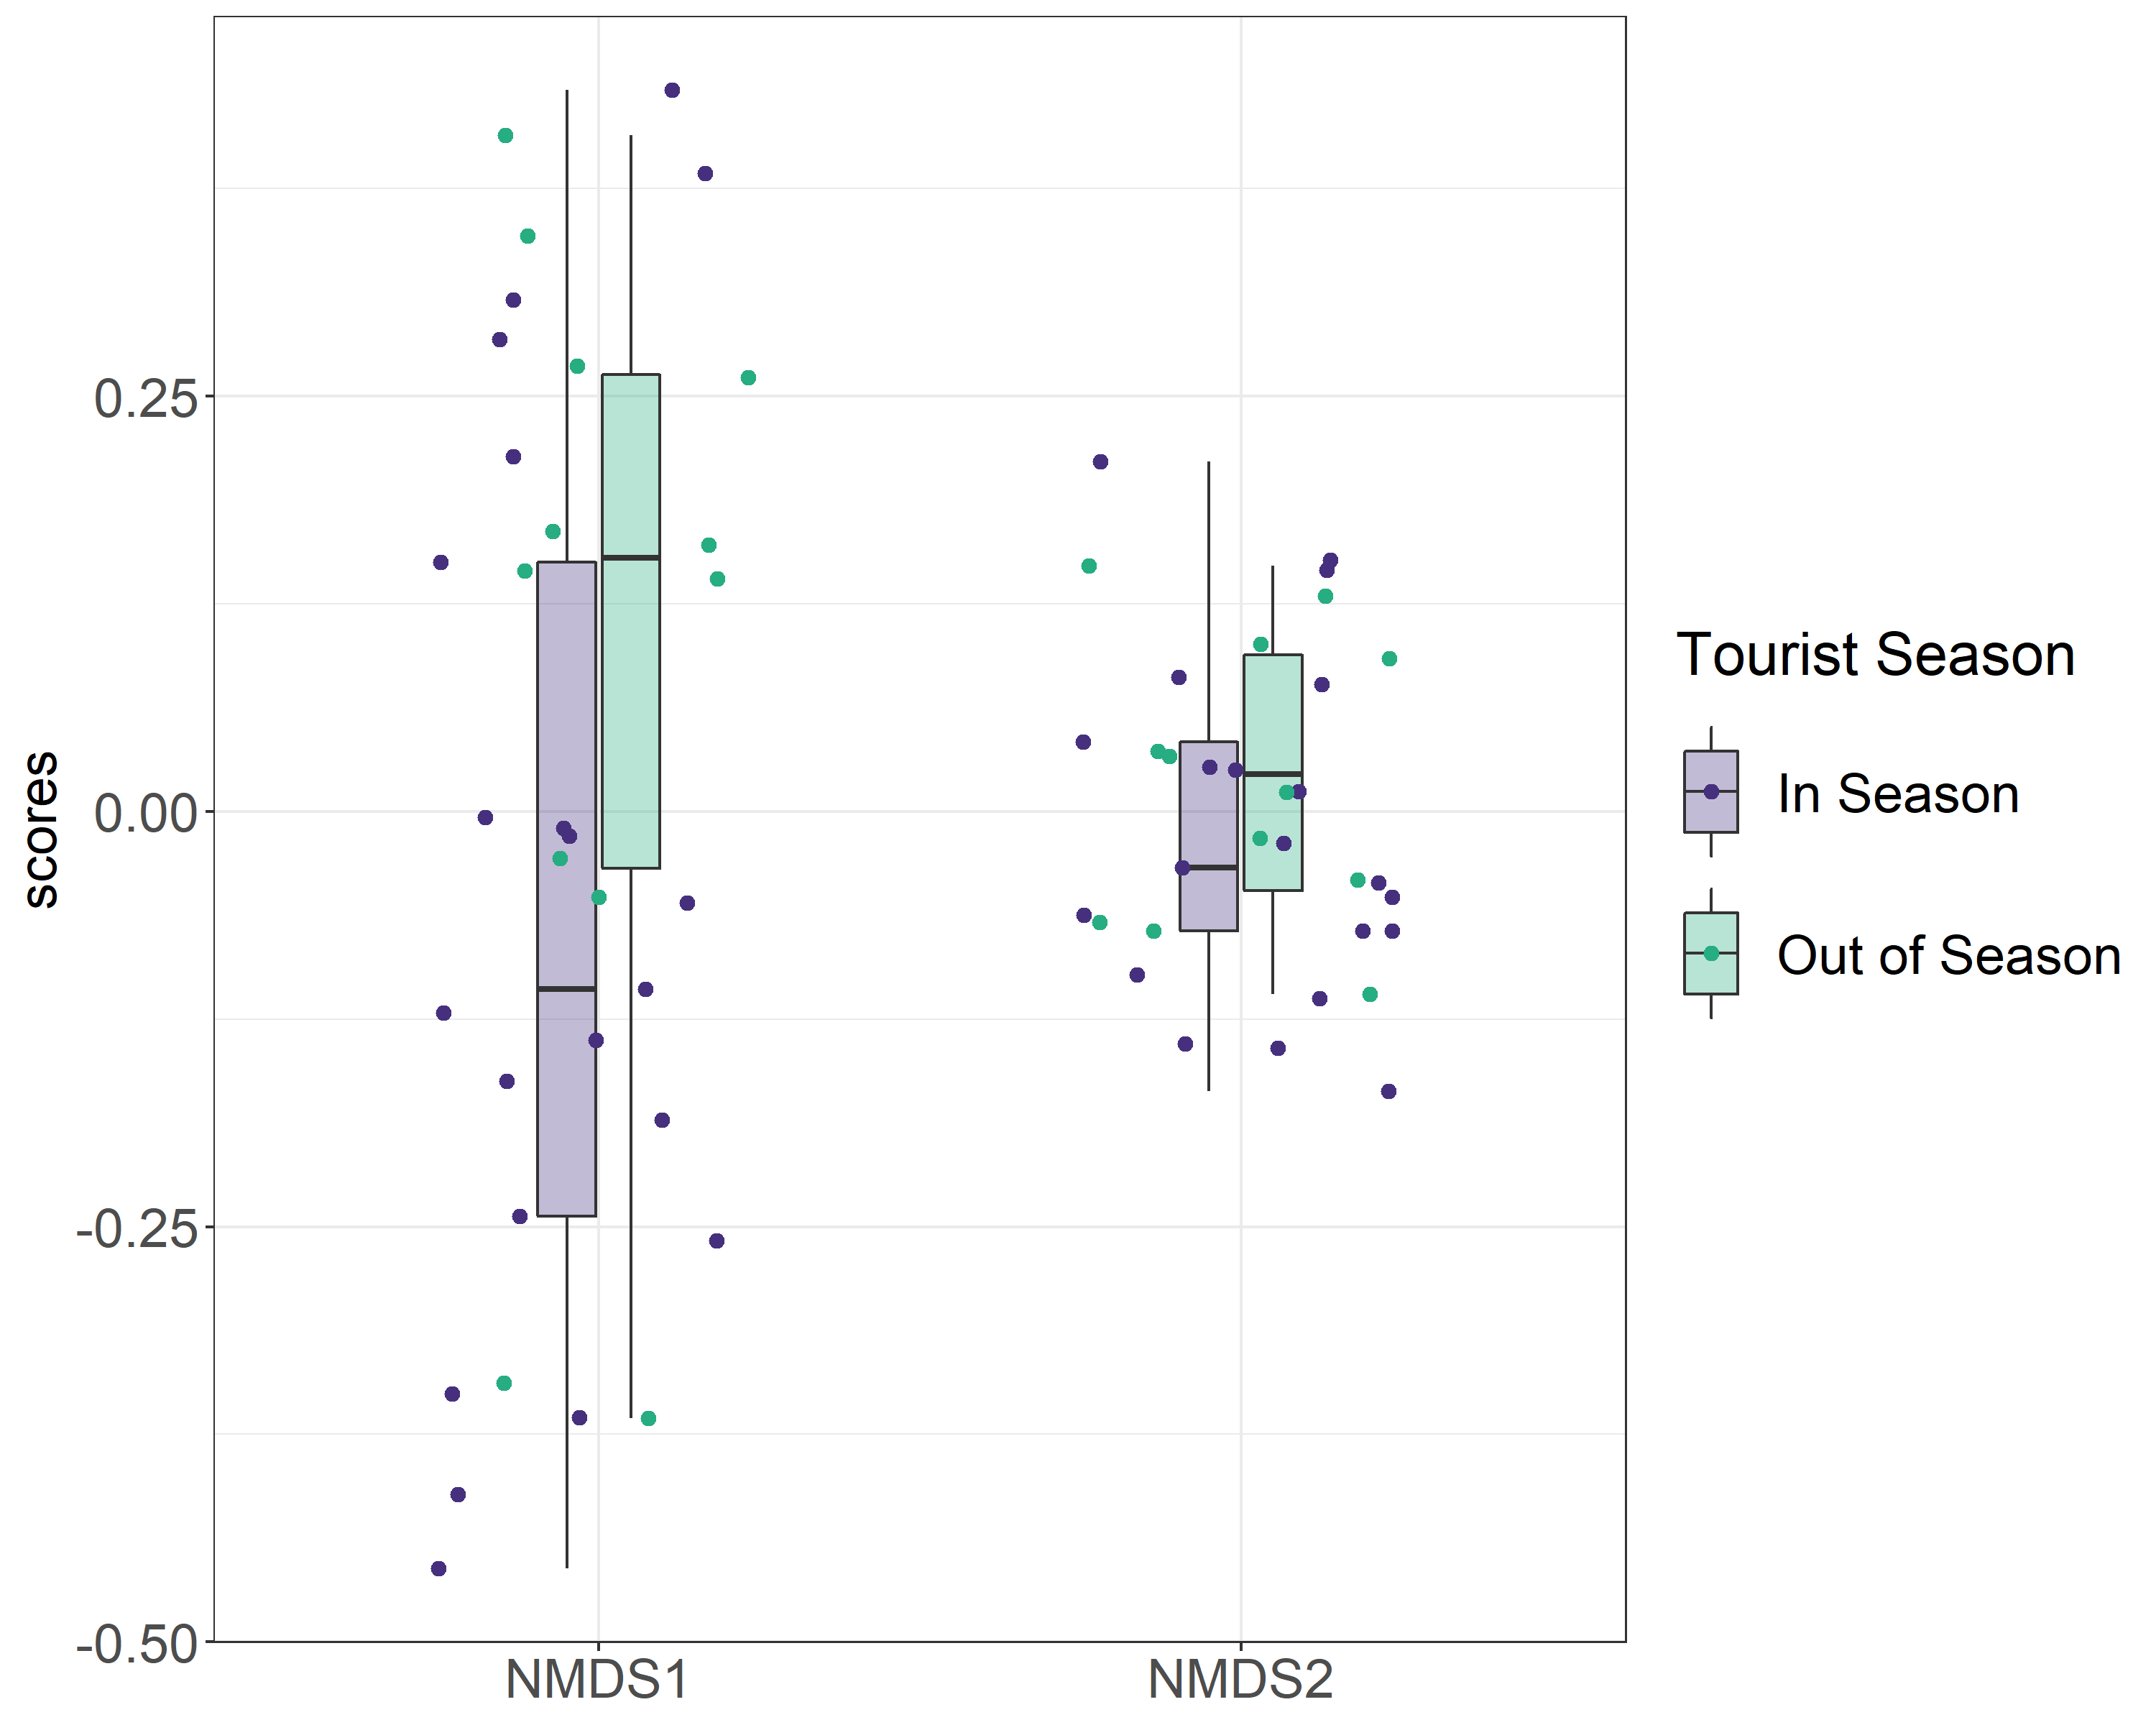 scores
0.25
0.00
-0.25
-0.50
NMDS1
NMDS2
Tourist Season
In Season
Out of Season